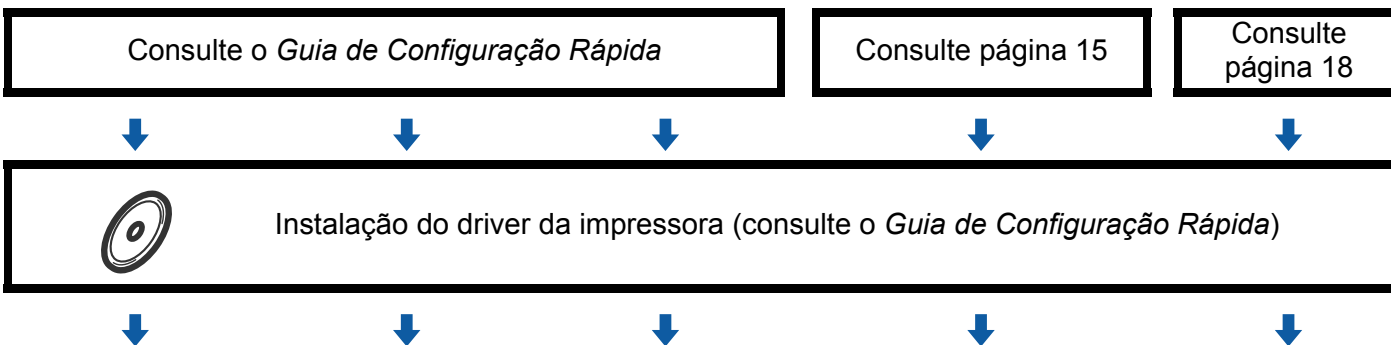 Consulte o Guia de Configuração Rápida
Consulte página 15
Consulte
página 18
Instalação do driver da impressora (consulte o Guia de Configuração Rápida)